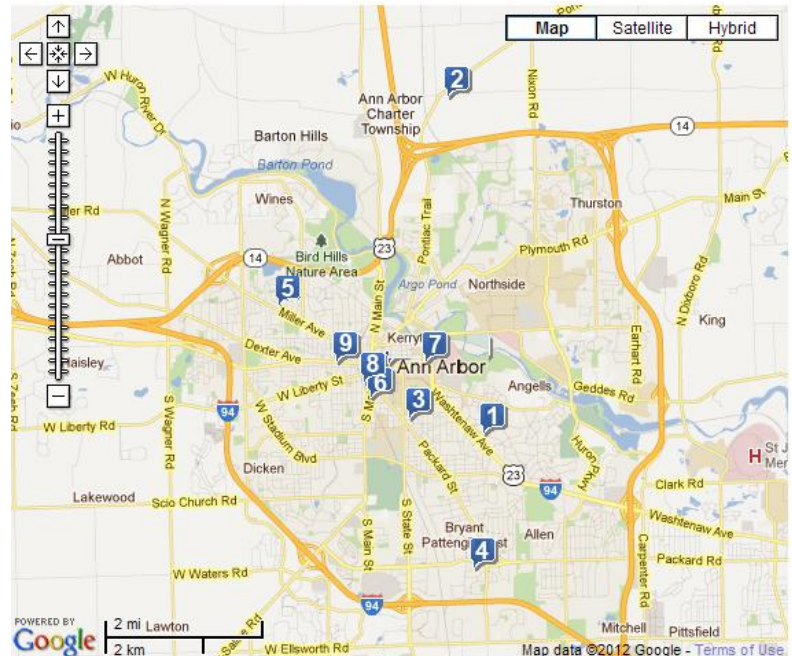 Map
Satellite
Hybrid
2
W Huron River Dr
Ann Arbor
Charter
Township
Nixon Rd
14
Barton Hills
Barton Pond
Wines
N Wagner Rd
Thurston
Main St
Pontiac Trail
Plymouth Rd
23
Abbot
14
Bird Hills
Nature Area
Argo Pond
Northside
N Dixboro Rd
5
N Main St
Miller Ave
King
Earhart Rd
9
7
Dexter Ave
8
Ann Arbor
6
W Liberty St
Angells
Geddes Rd
3
1
94
S Wagner Rd
W Liberty Rd
W Stadium Blvd
Washtenaw Ave
Huron Pkwy
H
Dicken
Packard St
23
94
Clark Rd
Lakewood
Scio Church Rd
Washtenaw Ave
S Main St
S State St
Bryant
Allen
4
Carpenter Rd
Packard Rd
W Waters Rd
94
POWERED BY
Google
2 mi
Lawton
2 km
W Ellsworth Rd
Mitchell
Pittsfield
Map data ©2012 Google - Terms of Use